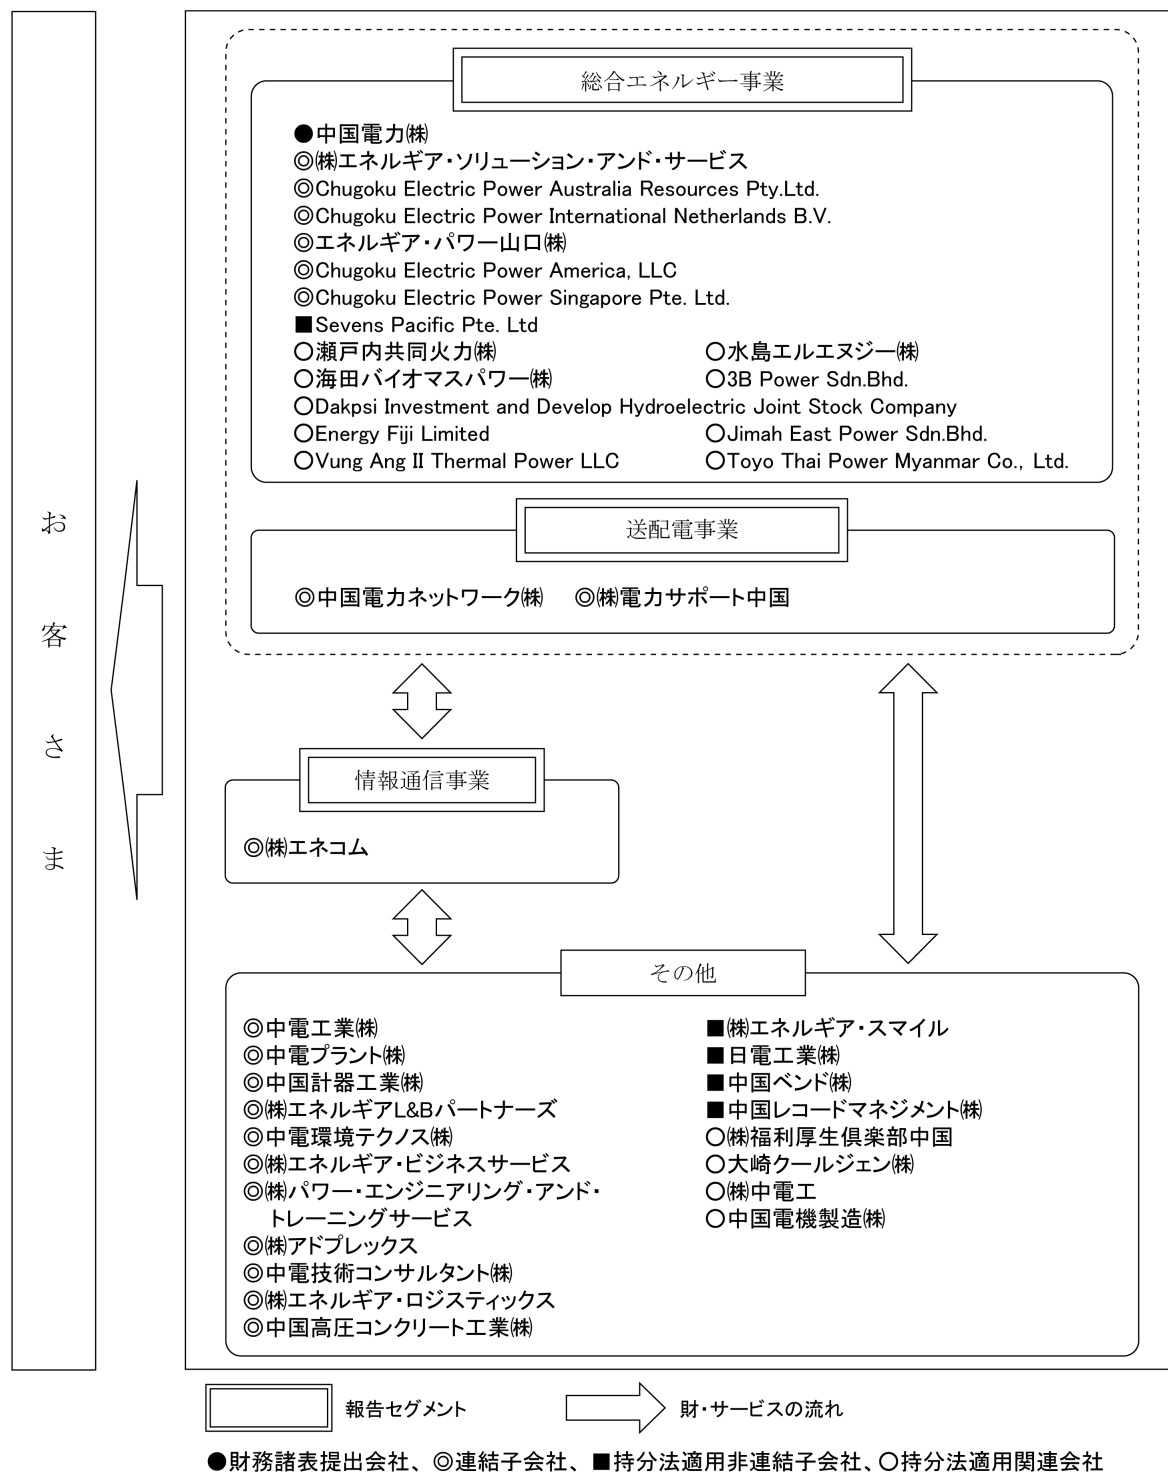 お客さま
総合エネルギー事業
●中国電力㈱
◎㈱エネルギア・ソリューション・アンド・サービス
◎Chugoku Electric Power Australia Resources Pty.Ltd.
◎Chugoku Electric Power International Netherlands B.V.
◎エネルギア・パワー山口㈱
◎Chugoku Electric Power America, LLC
◎Chugoku Electric Power Singapore Pte. Ltd.
■Sevens Pacific Pte. Ltd
○瀬戸内共同火力㈱ ○水島エルエヌジー㈱
○海田バイオマスパワー㈱ ○3B Power Sdn.Bhd.
○Dakpsi Investment and Develop Hydroelectric Joint Stock Company
○Energy Fiji Limited ○Jimah East Power Sdn.Bhd.
○Vung Ang II Thermal Power LLC ○Toyo Thai Power Myanmar Co., Ltd.
送配電事業
◎中国電力ネットワーク㈱ ◎㈱電力サポート中国
情報通信事業
◎㈱エネコム
その他
◎中電工業㈱
◎中電プラント㈱
◎中国計器工業㈱
◎㈱エネルギアL&Bパートナーズ
◎中電環境テクノス㈱
◎㈱エネルギア・ビジネスサービス
◎㈱パワー・エンジニアリング・アンド・
トレーニングサービス
◎㈱アドプレックス
◎中電技術コンサルタント㈱
◎㈱エネルギア・ロジスティックス
◎中国高圧コンクリート工業㈱
■㈱エネルギア・スマイル
■日電工業㈱
■中国ベンド㈱
■中国レコードマネジメント㈱
○㈱福利厚生倶楽部中国
○大崎クールジェン㈱
○㈱中電工
○中国電機製造㈱
報告セグメント 財・サービスの流れ
●財務諸表提出会社、◎連結子会社、■持分法適用非連結子会社、○持分法適用関連会社